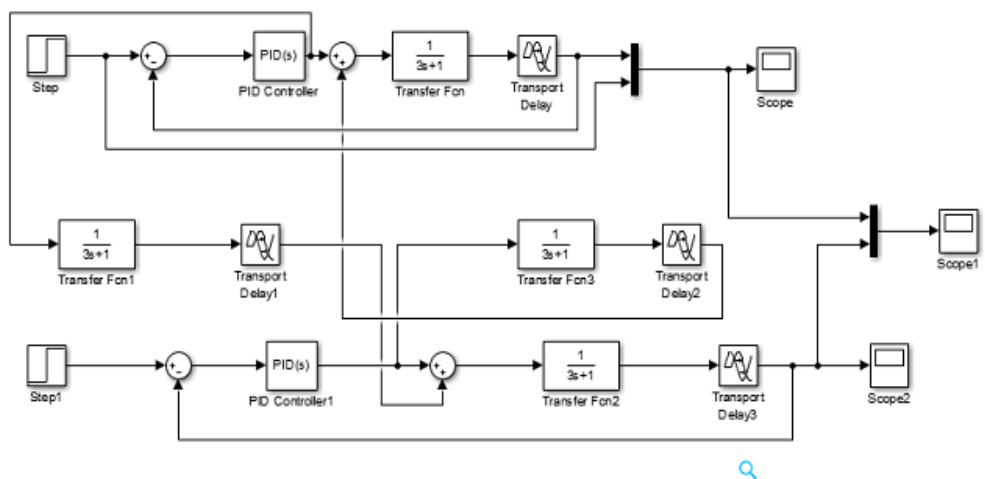 Step
+
-
PID(s)
PID Controller
+
+
1
3s+1
Transfer Fcn
Transport
Delay
Scope
1
3s+1
Transfer Fcn1
Transport
Delay1
1
3s+1
Transfer Fcn3
Transport
Delay2
Scope1
Step1
+
-
PID(s)
PID Controller1
+
+
1
3s+1
Transfer Fcn2
Transport
Delay3
Scope2